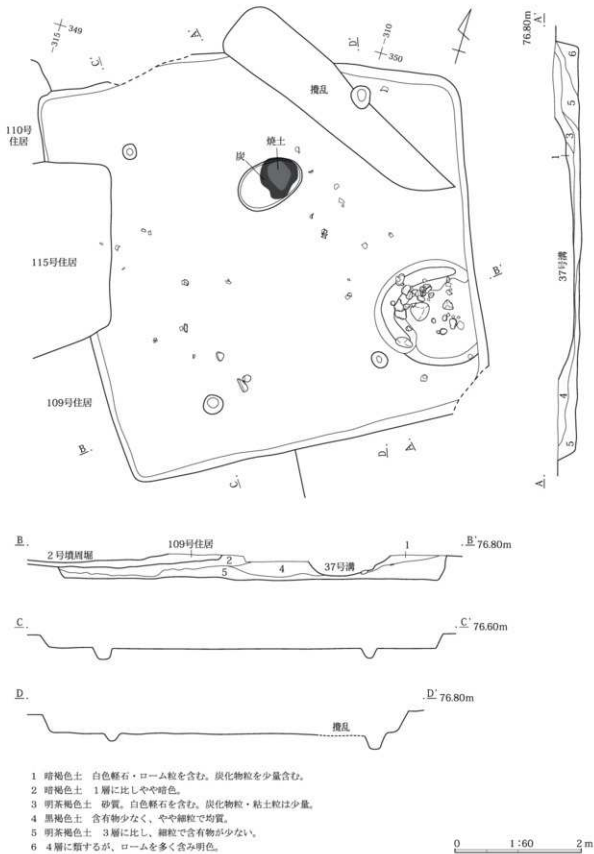 349
-315
-310
350
A'
76.80m
C'
A'
D'
D
攪乱
110号
住居
焼土
炭
115号住居
109号住居
B'
B
C
D
A
6
5
3
1
37号溝
4
5
A
B
2号墳周堀
109号住居
1
B' 76.80m
2
5
4
37号溝
C
C' 76.60m
D
D' 76.80m
攪乱
1 暗褐色土 白色軽石・ローム粒を含む。炭化物粒を少量含む。
2 暗褐色土 1層に比しやや暗色。
3 明茶褐色土 砂質。白色軽石を含む。炭化物粒・粘土粒は少量。
4 黒褐色土 含有物少なく、やや細粒で均質。
5 明茶褐色土 3層に比し、細粒で含有物が少ない。
6 4層に類するが、ロームを多く含み明色。
0 1:60 2m